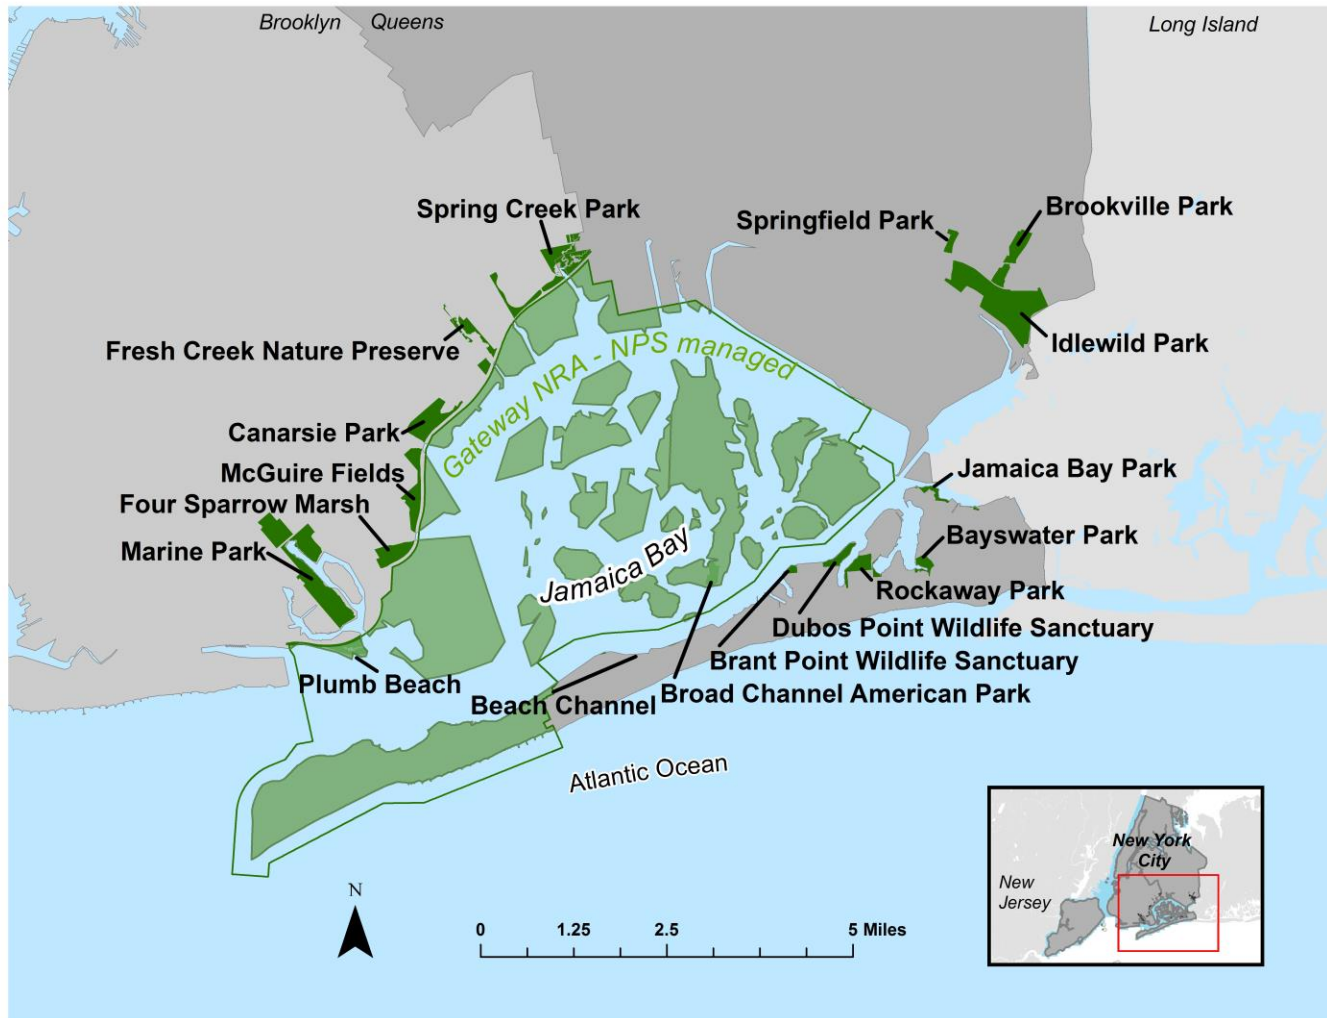 Brooklyn
Queens
Long Island
Spring Creek Park
Springfield Park
Brookville Park
Fresh Creek Nature Preserve
Gateway NRA - NPS managed
Idlewild Park
Canarsie Park
McGuire Fields
Jamaica Bay Park
Four Sparrow Marsh
Marine Park
Jamaica Bay
Bayswater Park
Rockaway Park
Dubos Point Wildlife Sanctuary
Brant Point Wildlife Sanctuary
Plumb Beach
Beach Channel
Broad Channel American Park
Atlantic Ocean
New York
City
New
Jersey
N
0 1.25 2.5 5 Miles